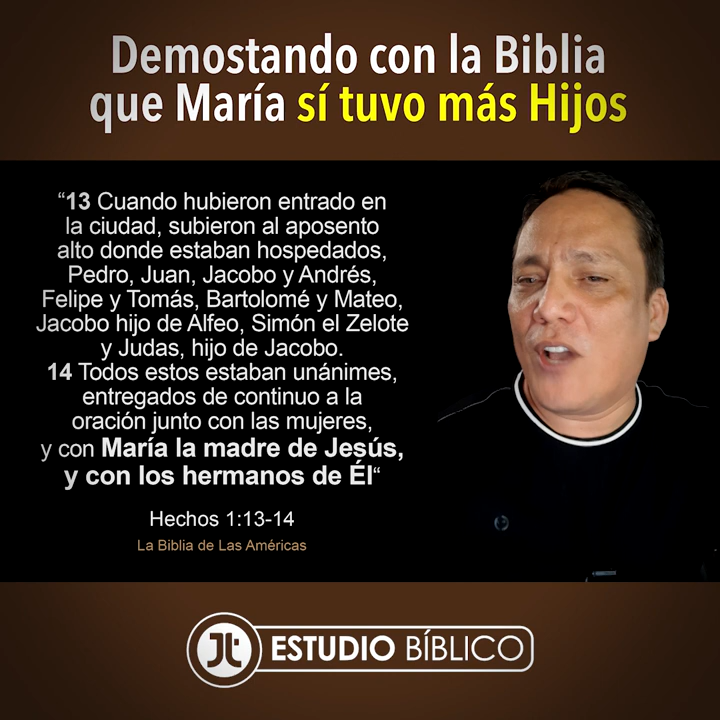 Demostando con la Biblia
que María sí tuvo más Hijos
“13 Cuando hubieron entrado en
la ciudad, subieron al aposento
alto donde estaban hospedados,
Pedro, Juan, Jacobo y Andrés,
Felipe y Tomás, Bartolomé y Mateo,
Jacobo hijo de Alfeo, Simón el Zelote
y Judas, hijo de Jacobo.
14 Todos estos estaban unánimes,
entregados de continuo a la
oración junto con las mujeres,
y con María la madre de Jesús,
y con los hermanos de Él“
Hechos 1:13-14
La Biblia de Las Américas
Jt ESTUDIO BÍBLICO